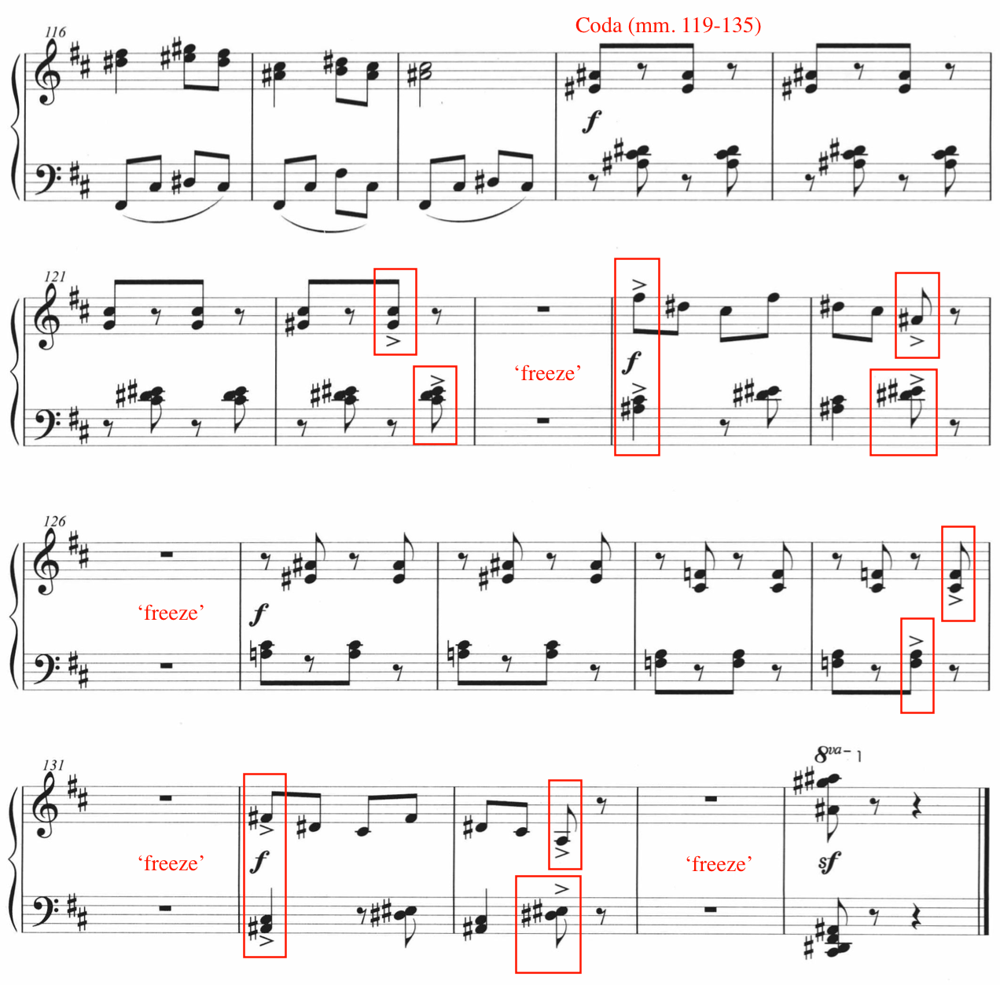 Coda (mm. 119-135)
116
f
121
‘freeze’
f
126
‘freeze’
f
131
‘freeze’
f
‘freeze’
8va
sf